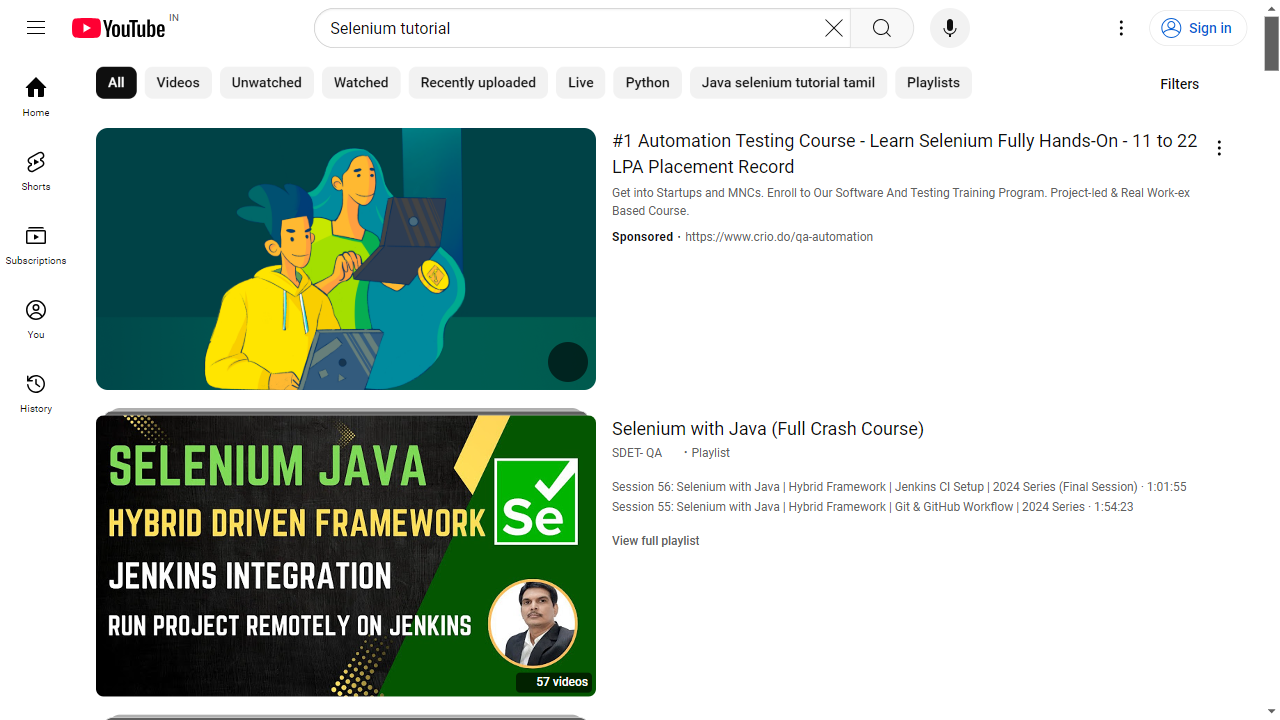 YouTube IN
Selenium tutorial
Sign in
All
Videos
Unwatched
Watched
Recently uploaded
Live
Python
Java selenium tutorial tamil
Playlists
Filters
Home
Shorts
Subscriptions
You
History
#1 Automation Testing Course - Learn Selenium Fully Hands-On - 11 to 22
LPA Placement Record
Get into Startups and MNCs. Enroll to Our Software And Testing Training Program. Project-led & Real Work-ex
Based Course.
Sponsored · https://www.crio.do/qa-automation
SELENIUM JAVA
HYBRID DRIVEN FRAMEWORK
Se
JENKINS INTEGRATION
RUN PROJECT REMOTELY ON JENKINS
57 videos
Selenium with Java (Full Crash Course)
SDET- QA · Playlist
Session 56: Selenium with Java | Hybrid Framework | Jenkins CI Setup | 2024 Series (Final Session) · 1:01:55
Session 55: Selenium with Java | Hybrid Framework | Git & GitHub Workflow | 2024 Series · 1:54:23
View full playlist